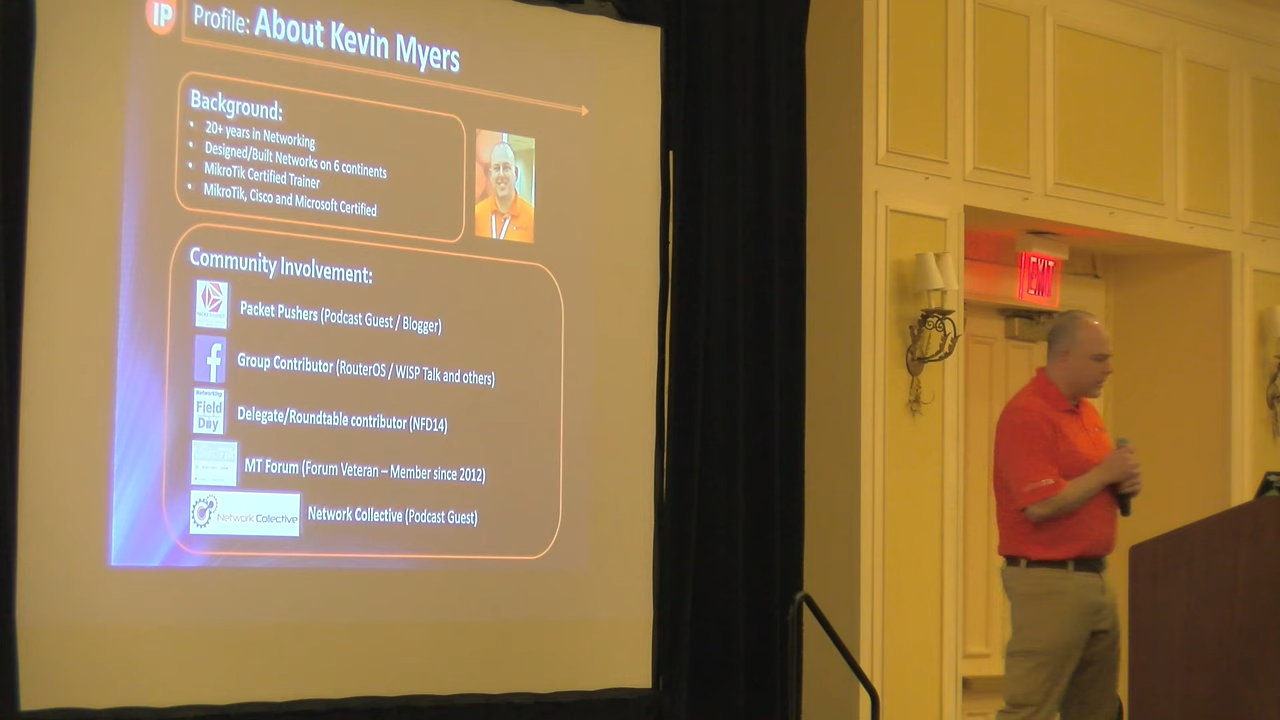 IP
Profile: About Kevin Myers
Background:
• 20+ years in Networking
• Designed/Built Networks on 6 continents
• MikroTik Certified Trainer
• MikroTik, Cisco and Microsoft Certified
Community Involvement:
Packet Pushers (Podcast Guest / Blogger)
f
Group Contributor (RouterOS / WISP Talk and others)
Networking
Field
Day
Delegate/Roundtable contributor (NFD14)
MT Forum (Forum Veteran – Member since 2012)
Network Collective
Network Collective (Podcast Guest)
EXIT